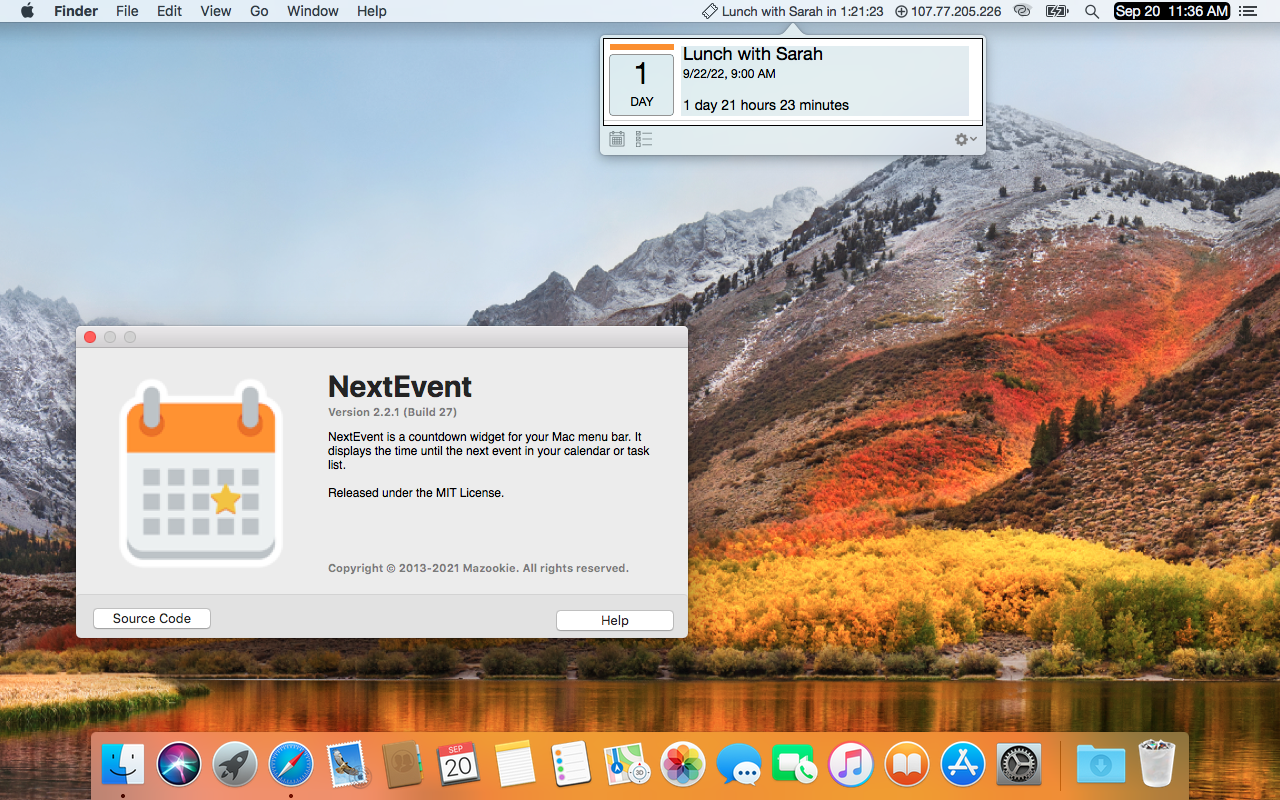 Finder File Edit View Go Window Help Lunch with Sarah in 1:21:23 107.77.205.226 Sep 20 11:36 AM
Lunch with Sarah
1
9/22/22, 9:00 AM
DAY
1 day 21 hours 23 minutes
NextEvent
Version 2.2.1 (Build 27)
NextEvent is a countdown widget for your Mac menu bar. It
displays the time until the next event in your calendar or task
list.
Released under the MIT License.
Copyright © 2013-2021 Mazookie. All rights reserved.
Source Code
Help
SEP
20
3D